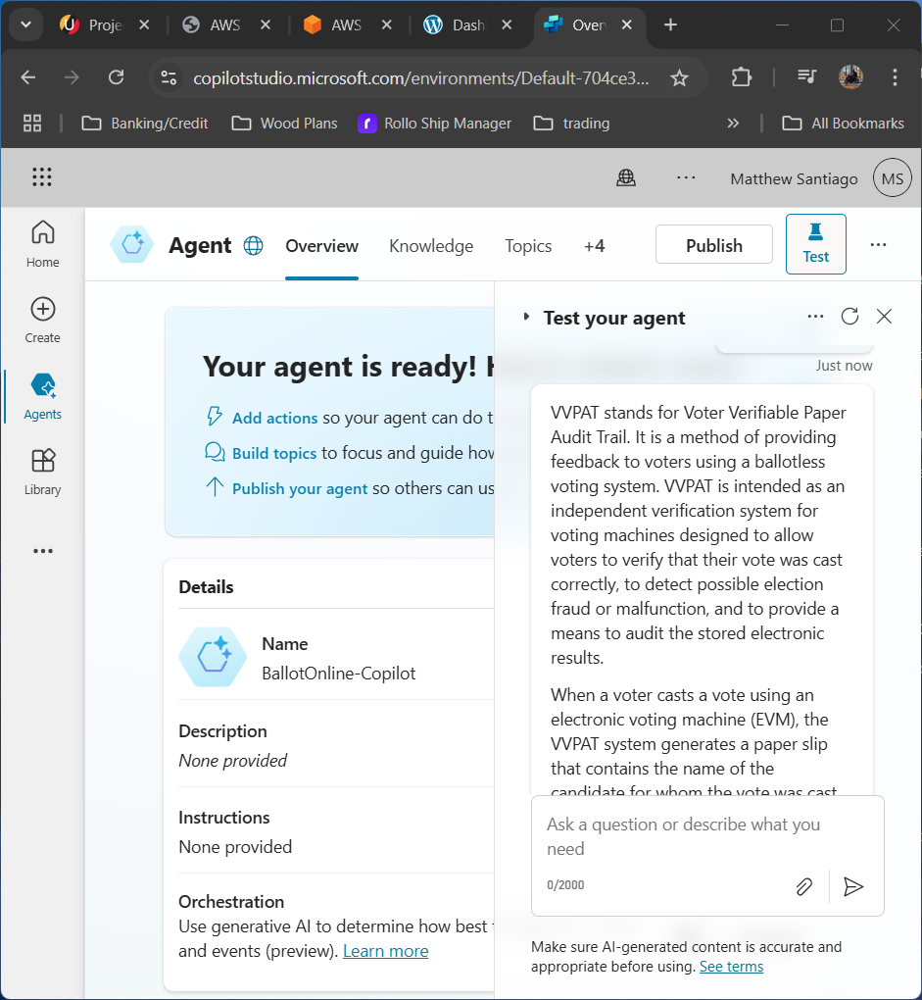 Proje
AWS
AWS
Dash
Over
copilotstudio.microsoft.com/environments/Default-704ce3...
Banking/Credit
Wood Plans
Rollo Ship Manager
trading
All Bookmarks
Matthew Santiago
MS
Home
Create
Agents
Library
Agent
Overview
Knowledge
Topics
+4
Publish
Test
Your agent is ready!
Add actions so your agent can do t
Build topics to focus and guide how
Publish your agent so others can us
Details
Name
BallotOnline-Copilot
Description
None provided
Instructions
None provided
Orchestration
Use generative AI to determine how best
and events (preview). Learn more
Test your agent
Just now
VVPAT stands for Voter Verifiable Paper
Audit Trail. It is a method of providing
feedback to voters using a ballotless
voting system. VVPAT is intended as an
independent verification system for
voting machines designed to allow
voters to verify that their vote was cast
correctly, to detect possible election
fraud or malfunction, and to provide a
means to audit the stored electronic
results.
When a voter casts a vote using an
electronic voting machine (EVM), the
VVPAT system generates a paper slip
that contains the name of the
candidate for whom the vote was cast
Ask a question or describe what you
need
0/2000
Make sure AI-generated content is accurate and
appropriate before using. See terms